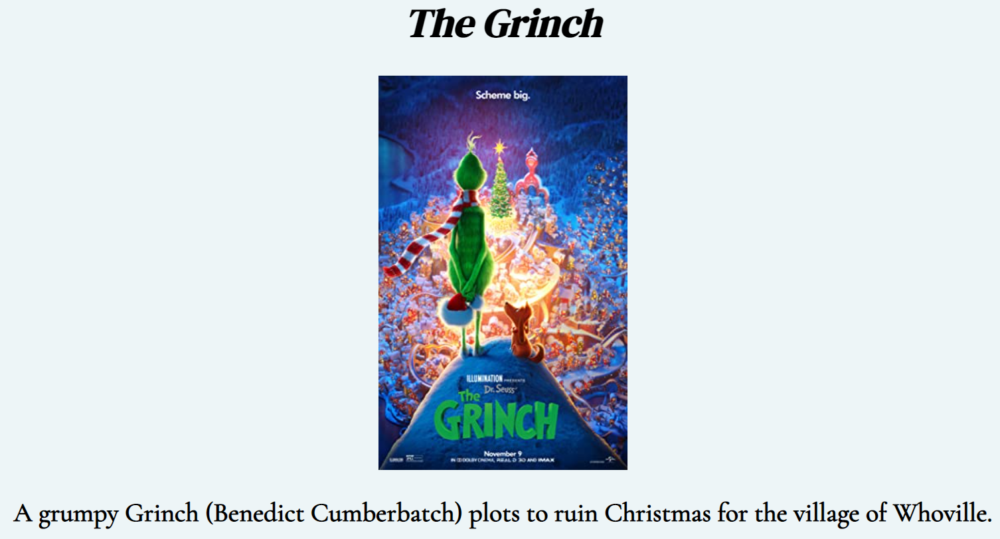 The Grinch
Scheme big.
ILLUMINATION PRESENTS
Dr. Seuss'
The
GRINCH
November 9
IN DOLBY CINEMA, REAL D 3D AND IMAX
A grumpy Grinch (Benedict Cumberbatch) plots to ruin Christmas for the village of Whoville.